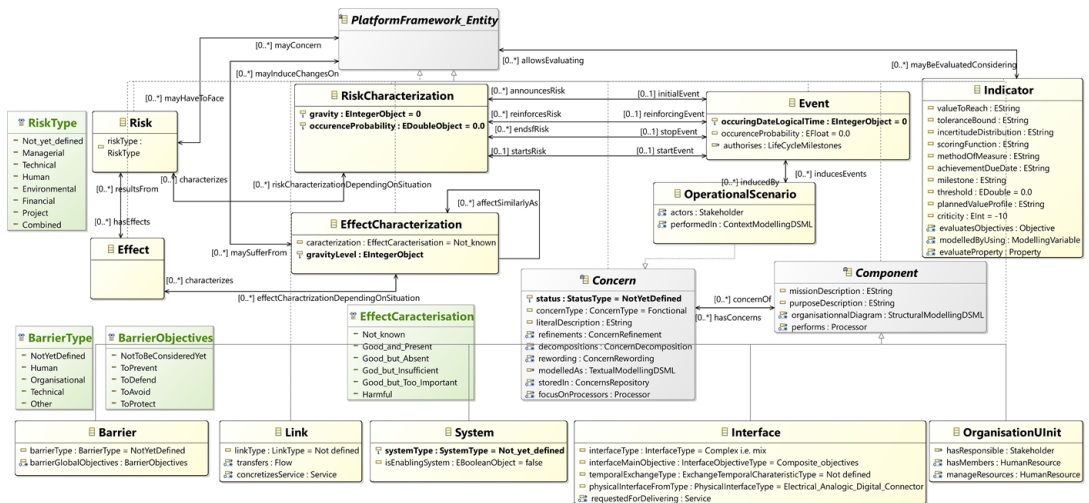 PlatformFramework_Entity
[0..*] mayConcern
[0..*] allowsEvaluating
[0..*] mayInduceChangesOn
[0..*] mayBeEvaluatedConsidering
[0..*] mayHaveToFace
RiskType
Not_yet_defined
Managerial
Technical
Human
Environmental
Financial
Project
Combined
Risk
riskType :
RiskType
[0..*] resultsFrom
[0..*] characterizes
[0..*] hasEffects
Effect
[0..*] characterizes
RiskCharacterization
gravity : EIntegerObject = 0
occurenceProbability : EDoubleObject = 0.0
[0..*] riskCharacterizationDependingOnSituation
[0..*] announcesRisk
[0..1] initialEvent
[0..*] reinforcesRisk
[0..1] reinforcingEvent
[0..*] endsfRisk
[0..1] stopEvent
[0..*] startsRisk
[0..1] startEvent
Event
occuringDateLogicalTime : EIntegerObject = 0
occurenceProbability : EFloat = 0.0
authorises : LifeCycleMilestones
[0..*] inducedBy
[0..*] inducesEvents
Indicator
valueToReach : EString
toleranceBound : EString
incertitudeDistribution : EString
scoringFunction : EString
methodOfMeasure : EString
achievementDueDate : EString
milestone : EString
threshold : EDouble = 0.0
plannedValueProfile : EString
criticity : EInt = -10
evaluatesObjectives : Objective
modelledByUsing : ModellingVariable
evaluateProperty : Property
OperationalScenario
actors : Stakeholder
performedIn : ContextModellingDSML
[0..*] affectSimilarlyAs
EffectCharacterization
caracterization : EffectCaracterisation = Not_known
gravityLevel : EIntegerObject
[0..*] maySufferFrom
[0..*] effectCharactrizationDependingOnSituation
Concern
status : StatusType = NotYetDefined
concernType : ConcernType = Fonctional
literalDescription : EString
refinements : ConcernRefinement
decompositions : ConcernDecomposition
rewording : ConcernRewording
modelledAs : TextualModellingDSML
storedIn : ConcernsRepository
focusOnProcessors : Processor
[0..*] concernOf
[0..*] hasConcerns
Component
missionDescription : EString
purposeDescription : EString
organisationnalDiagram : StructuralModellingDSML
performs : Processor
BarrierType
NotYetDefined
Human
Organisational
Technical
Other
BarrierObjectives
NotToBeConsideredYet
ToPrevent
ToDefend
ToAvoid
ToProtect
EffectCaracterisation
Not_known
Good_and_Present
Good_but_Absent
God_but_Insufficient
Good_but_Too_Important
Harmful
Barrier
barrierType : BarrierType = NotYetDefined
barrierGlobalObjectives : BarrierObjectives
Link
linkType : LinkType = Not defined
transfers : Flow
concretizesService : Service
System
systemType : SystemType = Not_yet_defined
isEnablingSystem : EBooleanObject = false
Interface
interfaceType : InterfaceType = Complex i.e. mix
interfaceMainObjective : InterfaceObjectiveType = Composite_objectives
temporalExchangeType : ExchangeTemporalCharateristicType = Not defined
physicalInterfaceFromType : PhysicalInterfaceType = Electrical_Analogic_Digital_Connector
requestedForDelivering : Service
OrganisationUInit
hasResponsible : Stakeholder
hasMembers : HumanResource
manageResources : HumanResource